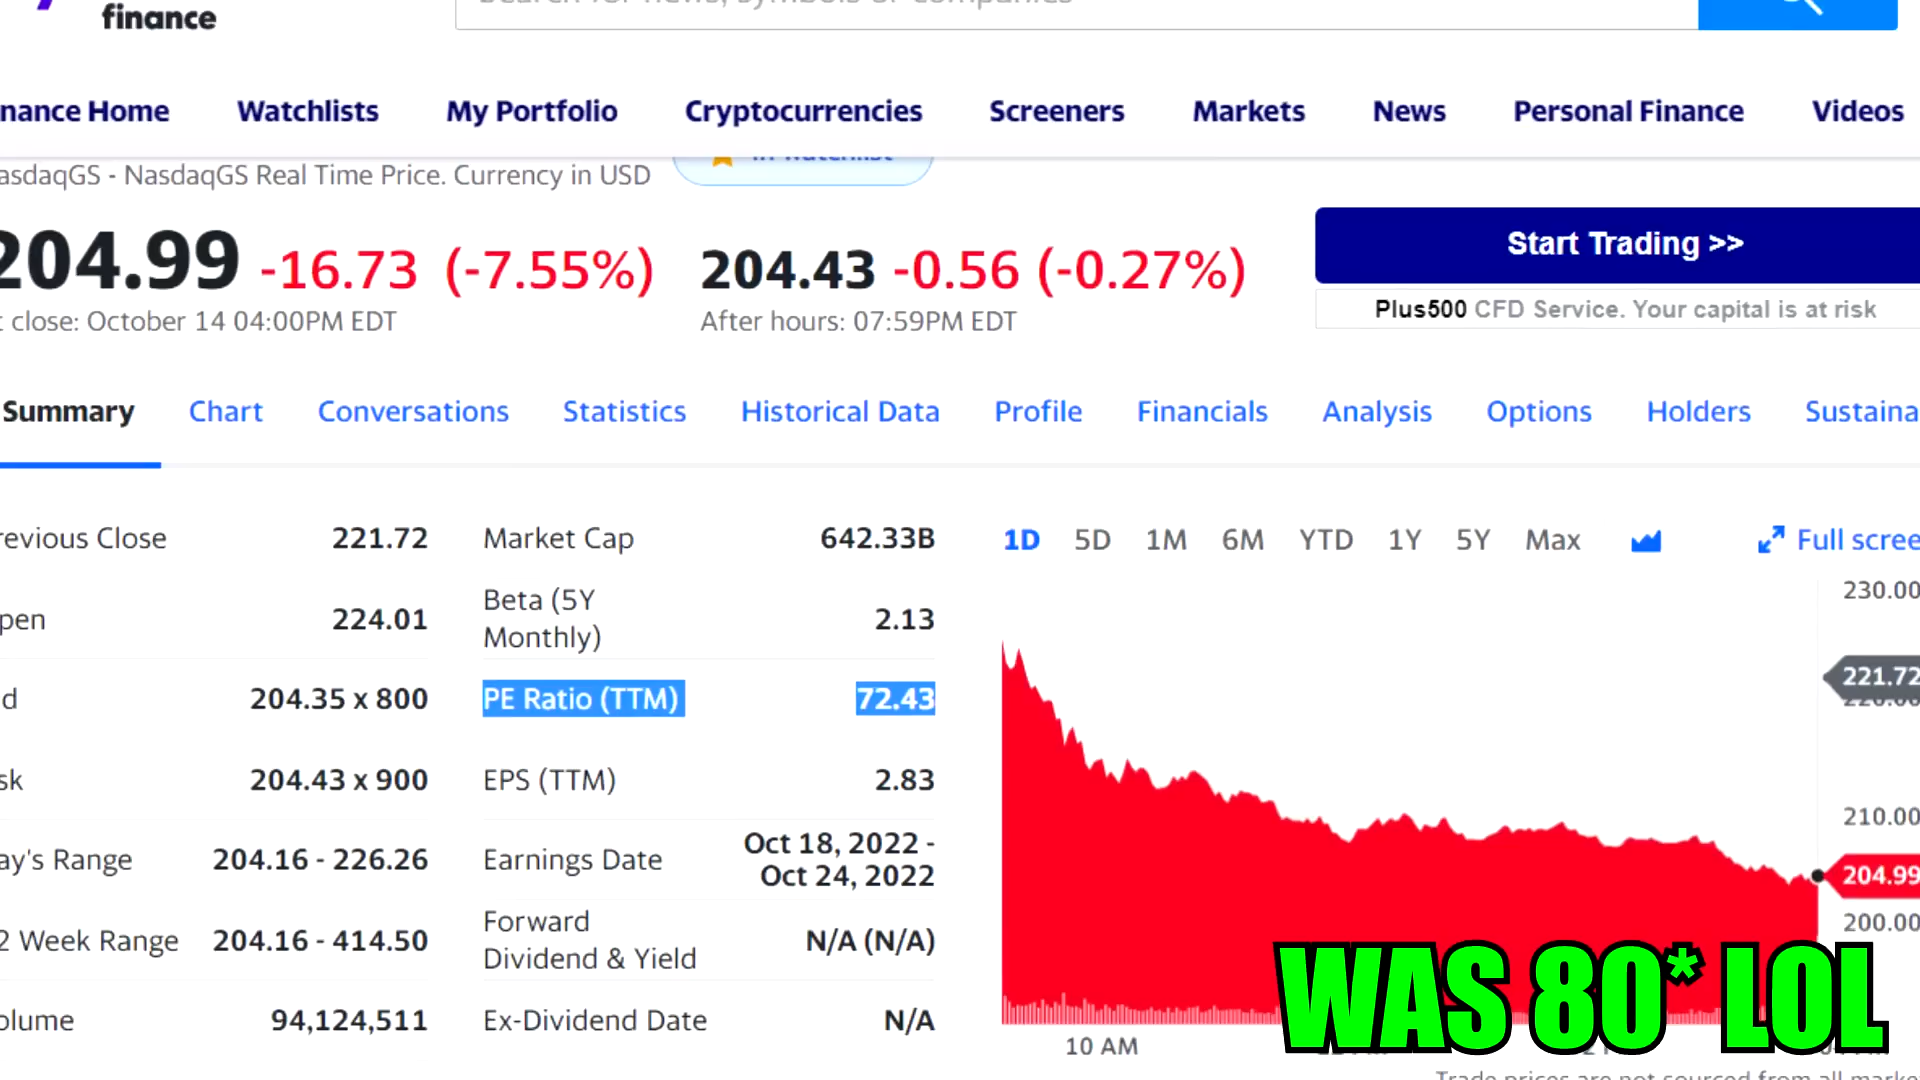 finance
nance Home Watchlists My Portfolio Cryptocurrencies Screeners Markets News Personal Finance Videos
asdaqGS - NasdaqGS Real Time Price. Currency in USD
204.99 -16.73 (-7.55%) 204.43 -0.56 (-0.27%)
t close: October 14 04:00PM EDT After hours: 07:59PM EDT
Start Trading >>
Plus500 CFD Service. Your capital is at risk
Summary Chart Conversations Statistics Historical Data Profile Financials Analysis Options Holders Sustaina
revious Close 221.72
pen 224.01
d 204.35 x 800
sk 204.43 x 900
ay's Range 204.16 - 226.26
2 Week Range 204.16 - 414.50
olume 94,124,511
Market Cap 642.33B
Beta (5Y
Monthly) 2.13
PE Ratio (TTM) 72.43
EPS (TTM) 2.83
Earnings Date Oct 18, 2022 -
Oct 24, 2022
Forward
Dividend & Yield N/A (N/A)
Ex-Dividend Date N/A
1D 5D 1M 6M YTD 1Y 5Y Max Full scree
230.00
221.72
210.00
204.99
200.00
10 AM
WAS 80* LOL